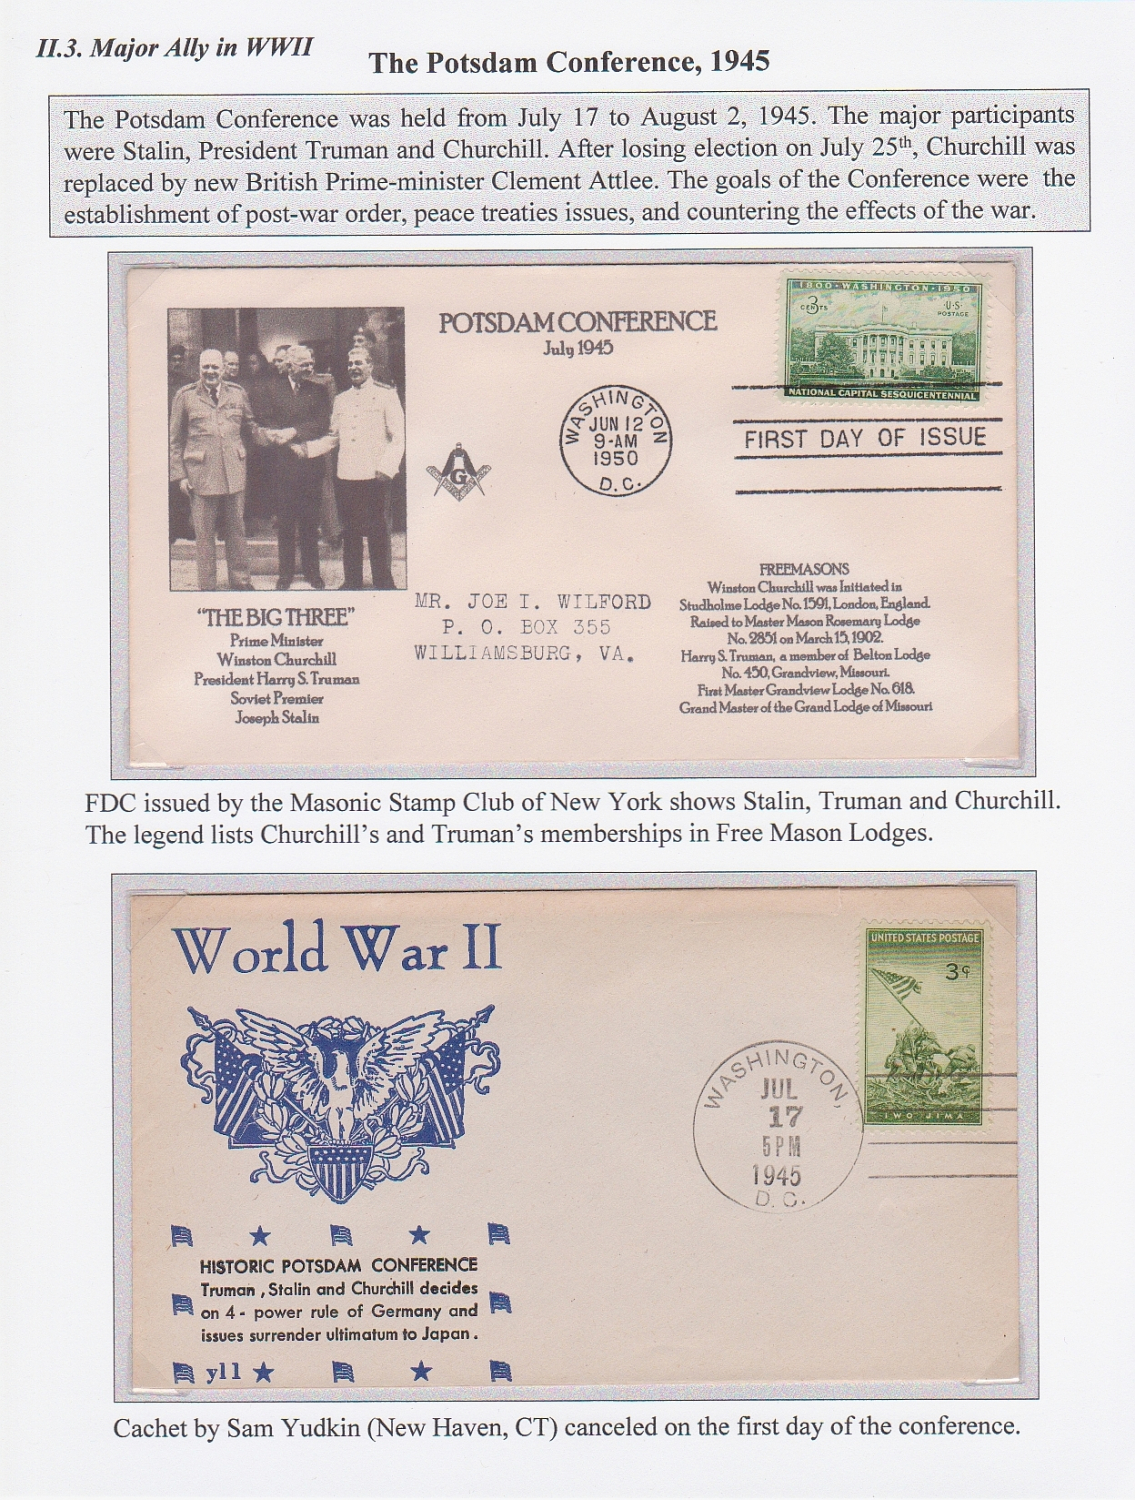 II.3. Major Ally in WWII
The Potsdam Conference, 1945
The Potsdam Conference was held from July 17 to August 2, 1945. The major participants
were Stalin, President Truman and Churchill. After losing election on July 25th, Churchill was
replaced by new British Prime-minister Clement Attlee. The goals of the Conference were the
establishment of post-war order, peace treaties issues, and countering the effects of the war.
1800·WASHINGTON·1950
3 CENTS
U·S·
POSTAGE
NATIONAL CAPITAL SESQUICENTENNIAL
POTSDAM CONFERENCE
July 1945
WASHINGTON
JUN 12
9-AM
1950
D.C.
FIRST DAY OF ISSUE
G
"THE BIG THREE"
Prime Minister
Winston Churchill
President Harry S. Truman
Soviet Premier
Joseph Stalin
MR. JOE I. WILFORD
P. O. BOX 355
WILLIAMSBURG, VA.
FREEMASONS
Winston Churchill was Initiated in
Studholme Lodge No. 1591, London, England.
Raised to Master Mason Rosemary Lodge
No. 2851 on March 15, 1902.
Harry S. Truman, a member of Belton Lodge
No. 450, Grandview, Missouri.
First Master Grandview Lodge No. 618.
Grand Master of the Grand Lodge of Missouri
FDC issued by the Masonic Stamp Club of New York shows Stalin, Truman and Churchill.
The legend lists Churchill's and Truman's memberships in Free Mason Lodges.
World War II
UNITED STATES POSTAGE
3¢
IWO JIMA
WASHINGTON,
JUL
17
5 PM
1945
D. C.
HISTORIC POTSDAM CONFERENCE
Truman , Stalin and Churchill decides
on 4 - power rule of Germany and
issues surrender ultimatum to Japan .
yll
Cachet by Sam Yudkin (New Haven, CT) canceled on the first day of the conference.